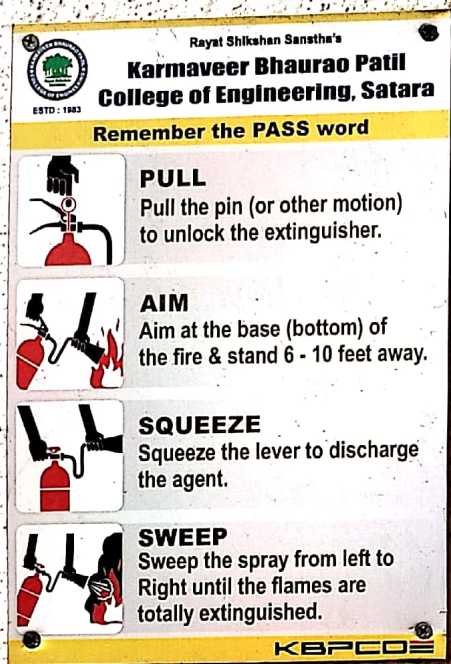 Rayat Shikshan Sanstha's
Karmaveer Bhaurao Patil
College of Engineering, Satara
ESTD : 1983
Remember the PASS word
PULL
Pull the pin (or other motion)
to unlock the extinguisher.
AIM
Aim at the base (bottom) of
the fire & stand 6 - 10 feet away.
SQUEEZE
Squeeze the lever to discharge
the agent.
SWEEP
Sweep the spray from left to
Right until the flames are
totally extinguished.
KBPCOE